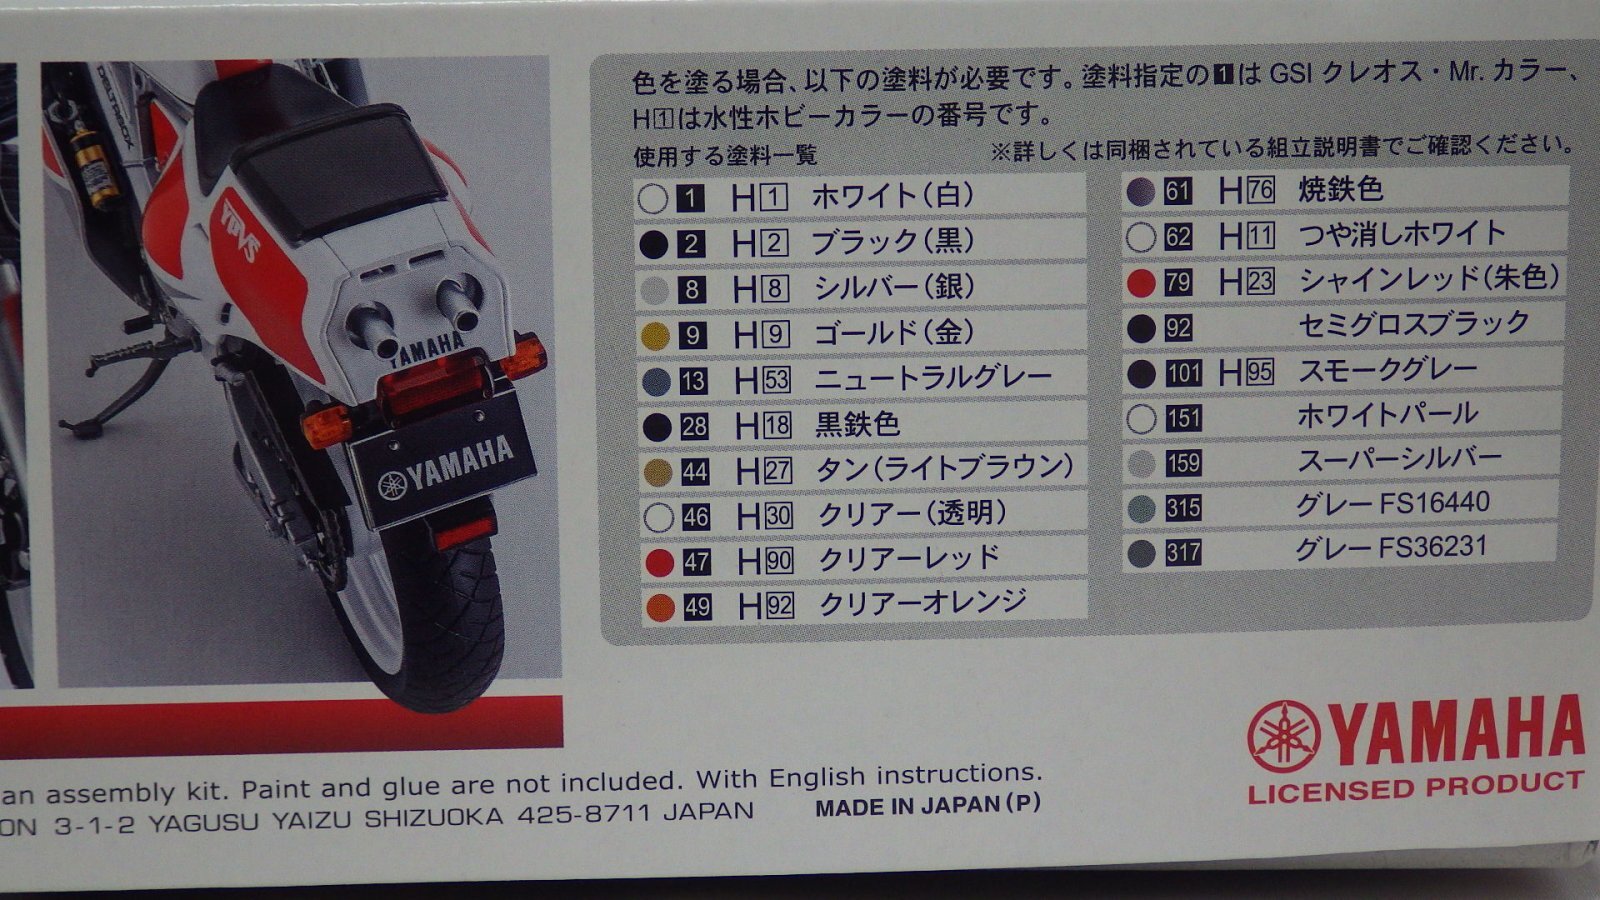 DELTABOX
YPVS
YAMAHA
YAMAHA
色を塗る場合、以下の塗料が必要です。塗料指定の1は GSI クレオス・Mr. カラー、
H1は水性ホビーカラーの番号です。
使用する塗料一覧
※詳しくは同梱されている組立説明書でご確認ください。
1 H1 ホワイト(白)
2 H2 ブラック(黒)
8 H8 シルバー(銀)
9 H9 ゴールド(金)
13 H53 ニュートラルグレー
28 H18 黒鉄色
44 H27 タン(ライトブラウン)
46 H30 クリアー(透明)
47 H90 クリアーレッド
49 H92 クリアーオレンジ
61 H76 焼鉄色
62 H11 つや消しホワイト
79 H23 シャインレッド(朱色)
92 セミグロスブラック
101 H95 スモークグレー
151 ホワイトパール
159 スーパーシルバー
315 グレー FS16440
317 グレー FS36231
YAMAHA
LICENSED PRODUCT
an assembly kit. Paint and glue are not included. With English instructions.
ON 3-1-2 YAGUSU YAIZU SHIZUOKA 425-8711 JAPAN MADE IN JAPAN (P)